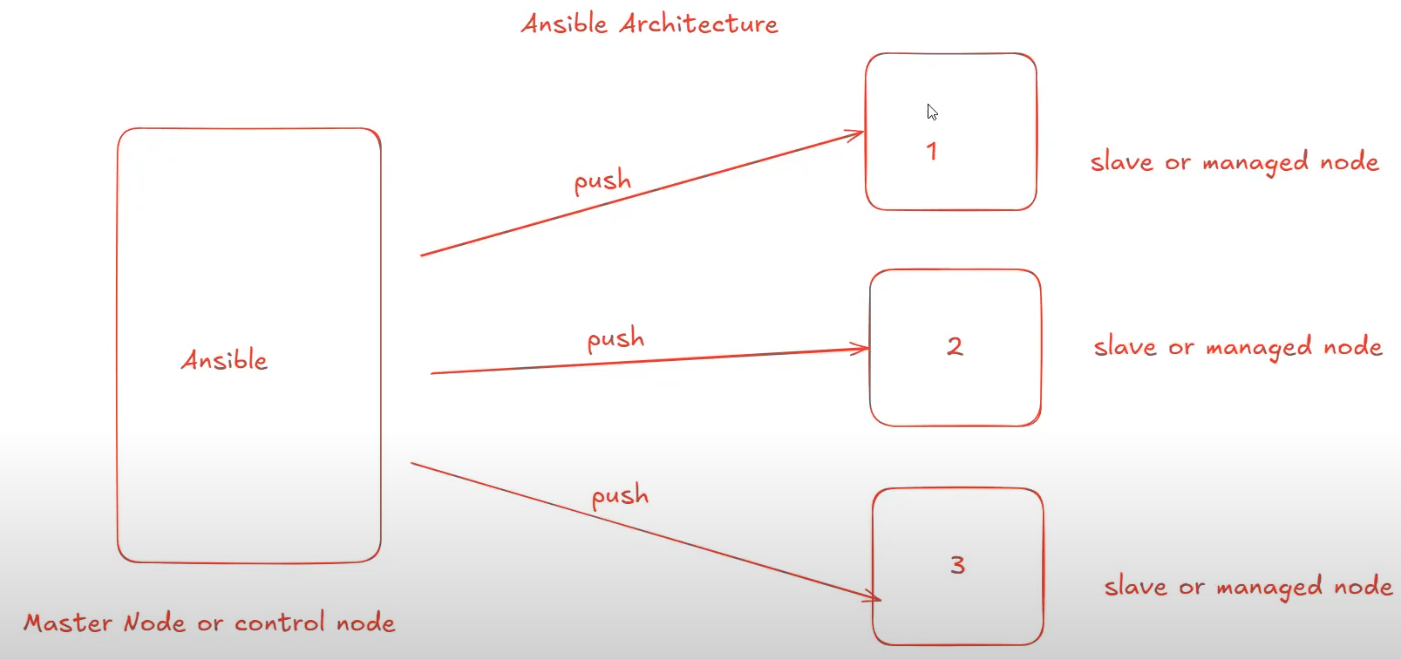 Ansible Architecture
1
slave or managed node
push
push
2
slave or managed node
Ansible
push
3
slave or managed node
Master Node or control node